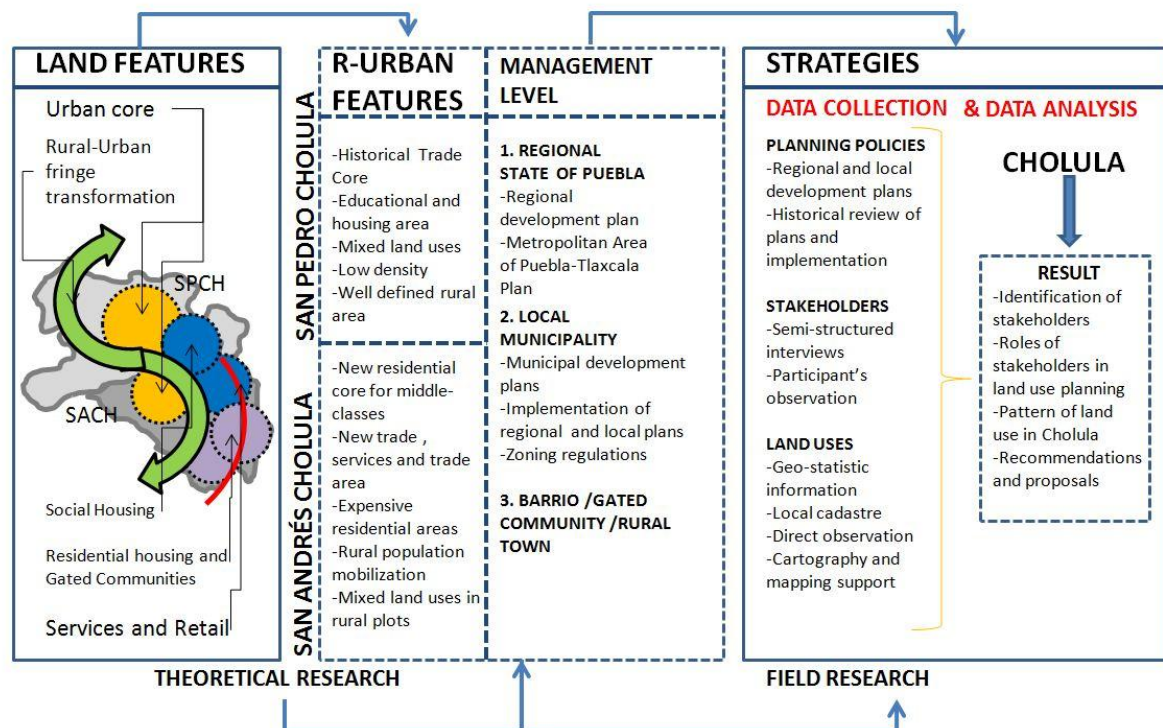 LAND FEATURES
Urban core
Rural-Urban
fringe
transformation
SPCH
SACH
Social Housing
Residential housing and
Gated Communities
Services and Retail
SAN PEDRO CHOLULA
SAN ANDRÉS CHOLULA
R-URBAN
FEATURES
-Historical Trade
Core
-Educational and
housing area
-Mixed land uses
-Low density
-Well defined rural
area
-New residential
core for middle-
classes
-New trade ,
services and trade
area
-Expensive
residential areas
-Rural population
mobilization
-Mixed land uses in
rural plots
MANAGEMENT
LEVEL
1. REGIONAL
STATE OF PUEBLA
-Regional
development plan
-Metropolitan Area
of Puebla-Tlaxcala
Plan
2. LOCAL
MUNICIPALITY
-Municipal development
plans
-Implementation of
regional and local plans
-Zoning regulations
3. BARRIO /GATED
COMMUNITY /RURAL
TOWN
STRATEGIES
DATA COLLECTION & DATA ANALYSIS
PLANNING POLICIES
-Regional and local
development plans
-Historical review of
plans and
implementation
STAKEHOLDERS
-Semi-structured
interviews
-Participant's
observation
LAND USES
-Geo-statistic
information
-Local cadastre
-Direct observation
-Cartography and
mapping support
CHOLULA
RESULT
-Identification of
stakeholders
-Roles of
stakeholders in
land use planning
-Pattern of land
use in Cholula
-Recommendations
and proposals
THEORETICAL RESEARCH
FIELD RESEARCH